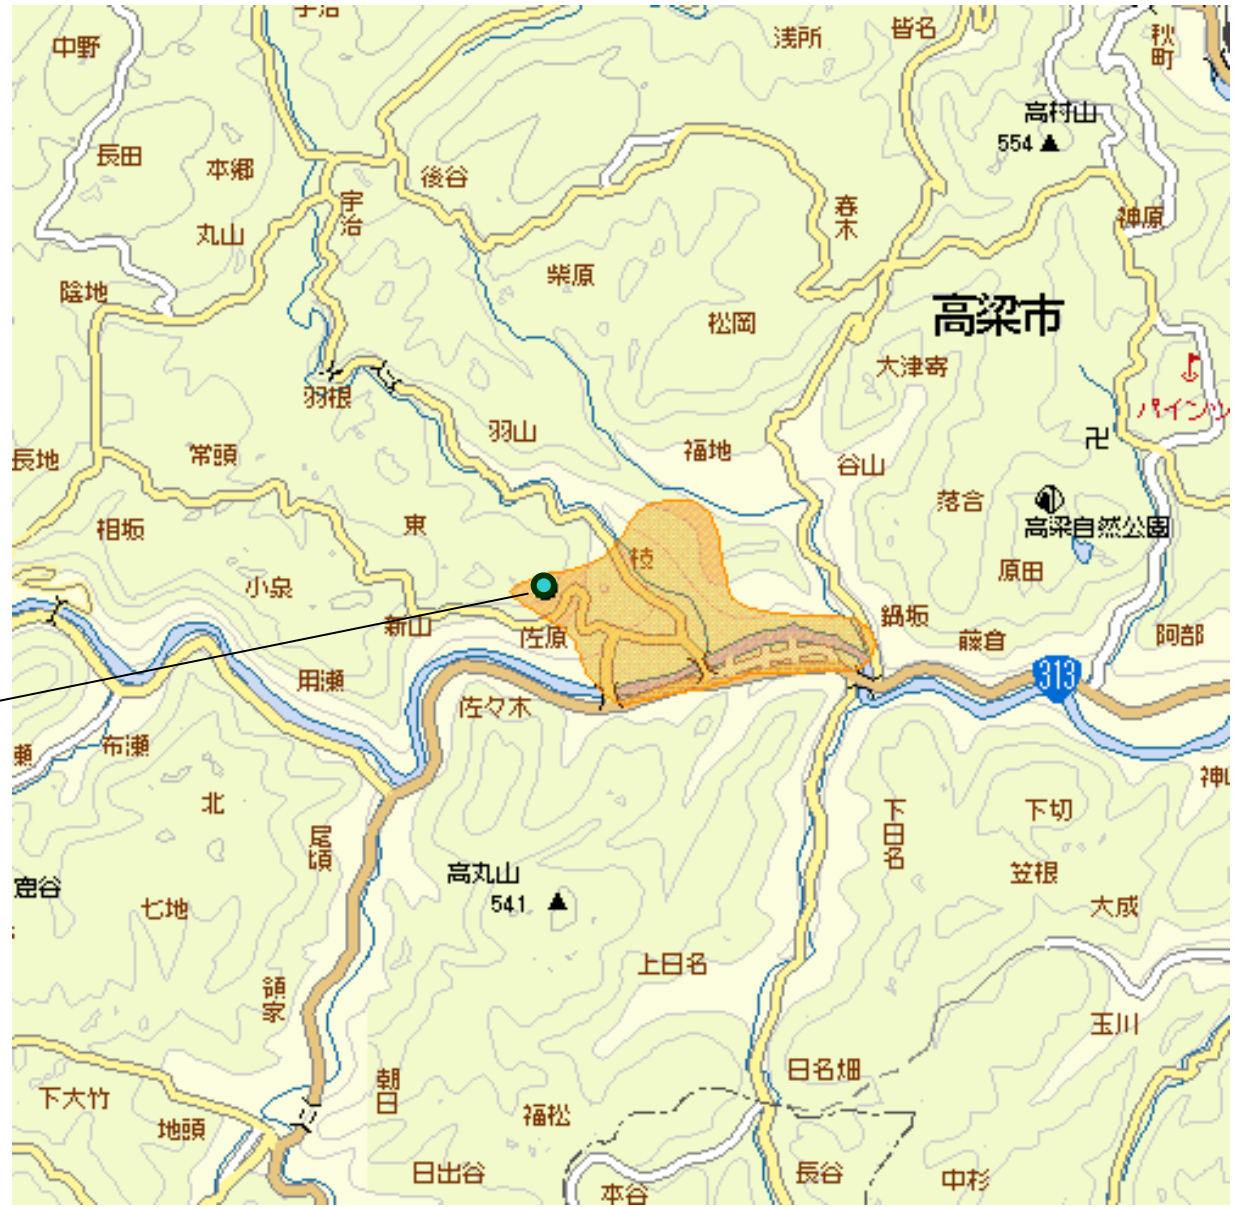 宇治
中野
浅所
皆名
秋町
高村山
554
長田
本郷
後谷
宇治
春木
神原
丸山
柴原
陰地
松岡
高梁市
大津寄
羽根
パインツ
羽山
福地
谷山
長地
常頭
落合
相坂
東
高梁自然公園
枝
原田
小泉
新山
佐原
鍋坂
藤倉
阿部
用瀬
313
佐々木
瀬
布瀬
神山
北
尾頃
下日名
下切
高丸山
541
笠根
七地
大成
上日名
領家
玉川
日名畑
朝日
下大竹
福松
地頭
日出谷
本谷
長谷
中杉